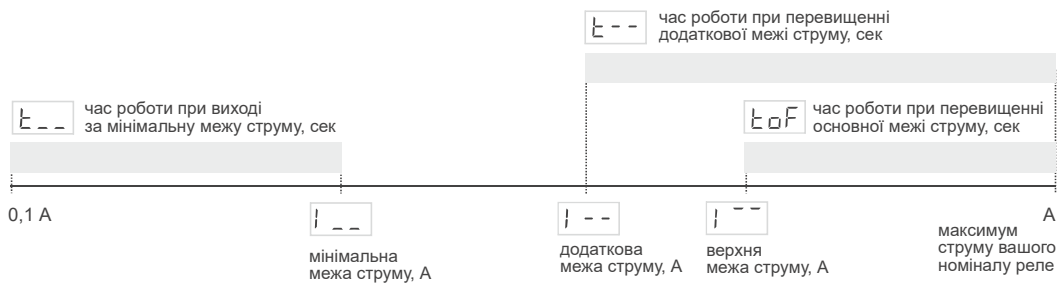 t-- час роботи при перевищенні
додаткової межі струму, сек
t__ час роботи при виході
за мінімальну межу струму, сек
toF час роботи при перевищенні
основної межі струму, сек
0,1 А
I__
мінімальна
межа струму, А
I--
додаткова
межа струму, А
I‾‾
верхня
межа струму, А
А
максимум
струму вашого
номіналу реле